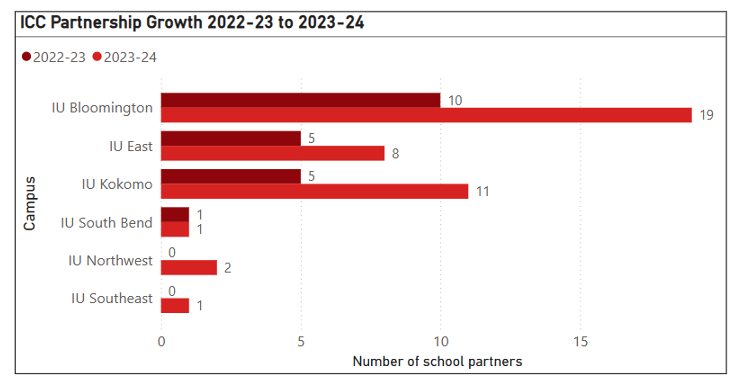 ICC Partnership Growth 2022-23 to 2023-24
2022-23 2023-24
IU Bloomington 10
19
IU East 5
8
IU Kokomo 5
11
IU South Bend 1
1
IU Northwest 0
2
IU Southeast 0
1
Campus
0 5 10 15
Number of school partners